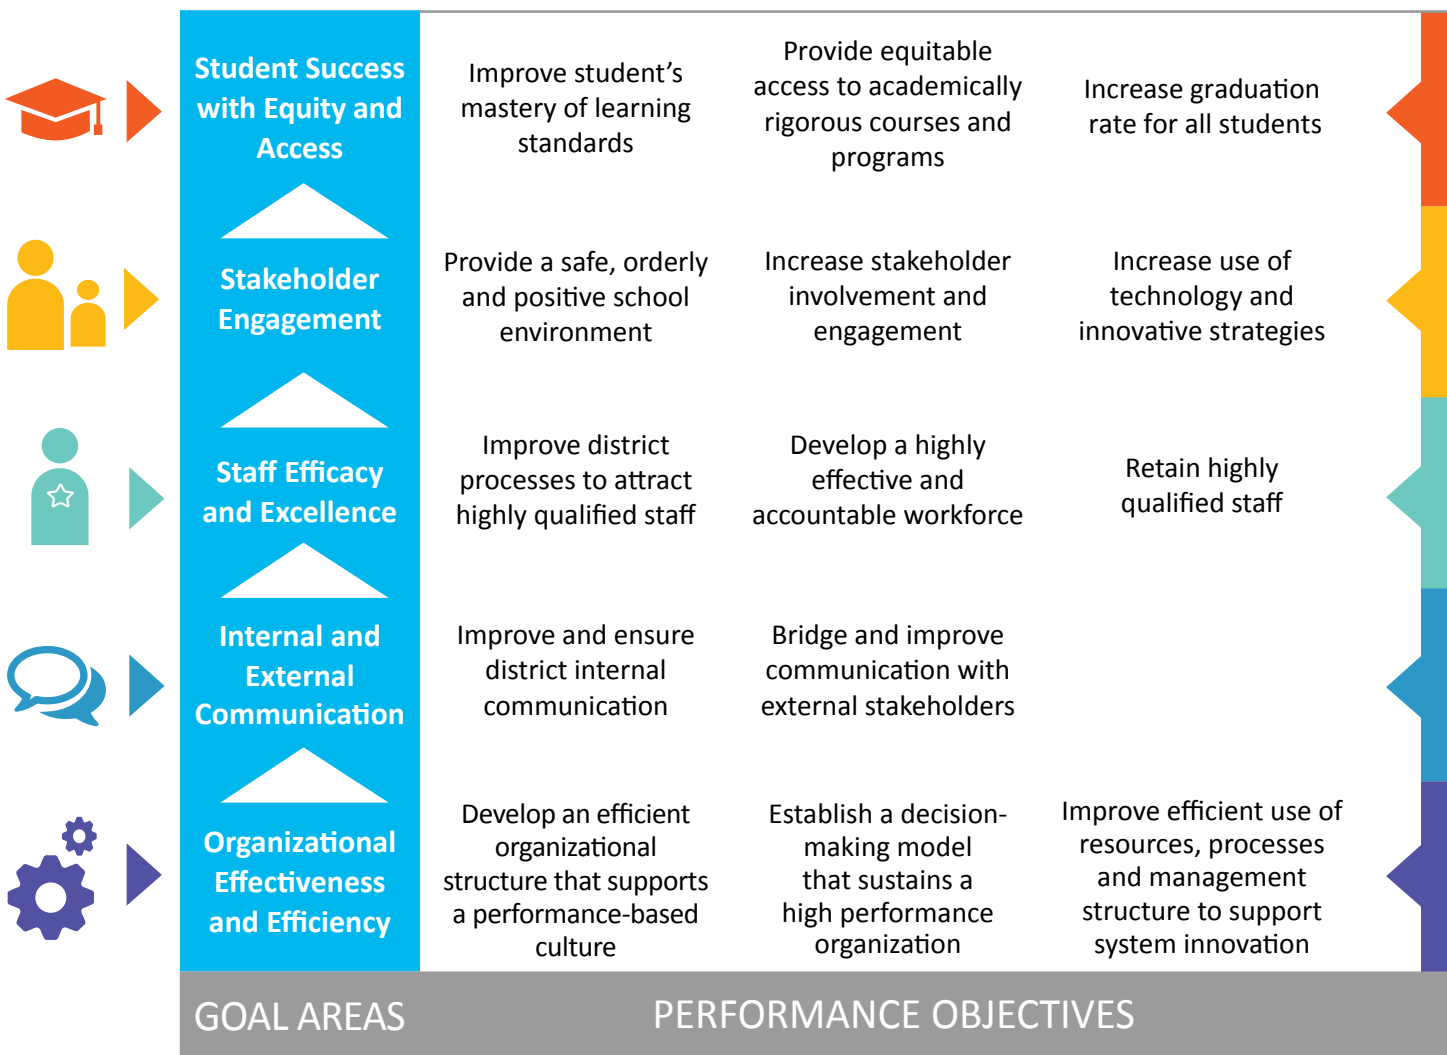 Student Success
with Equity and
Access
Improve student's
mastery of learning
standards
Provide equitable
access to academically
rigorous courses and
programs
Increase graduation
rate for all students
Stakeholder
Engagement
Provide a safe, orderly
and positive school
environment
Increase stakeholder
involvement and
engagement
Increase use of
technology and
innovative strategies
Staff Efficacy
and Excellence
Improve district
processes to attract
highly qualified staff
Develop a highly
effective and
accountable workforce
Retain highly
qualified staff
Internal and
External
Communication
Improve and ensure
district internal
communication
Bridge and improve
communication with
external stakeholders
Organizational
Effectiveness
and Efficiency
Develop an efficient
organizational
structure that supports
a performance-based
culture
Establish a decision-
making model
that sustains a
high performance
organization
Improve efficient use of
resources, processes
and management
structure to support
system innovation
GOAL AREAS
PERFORMANCE OBJECTIVES